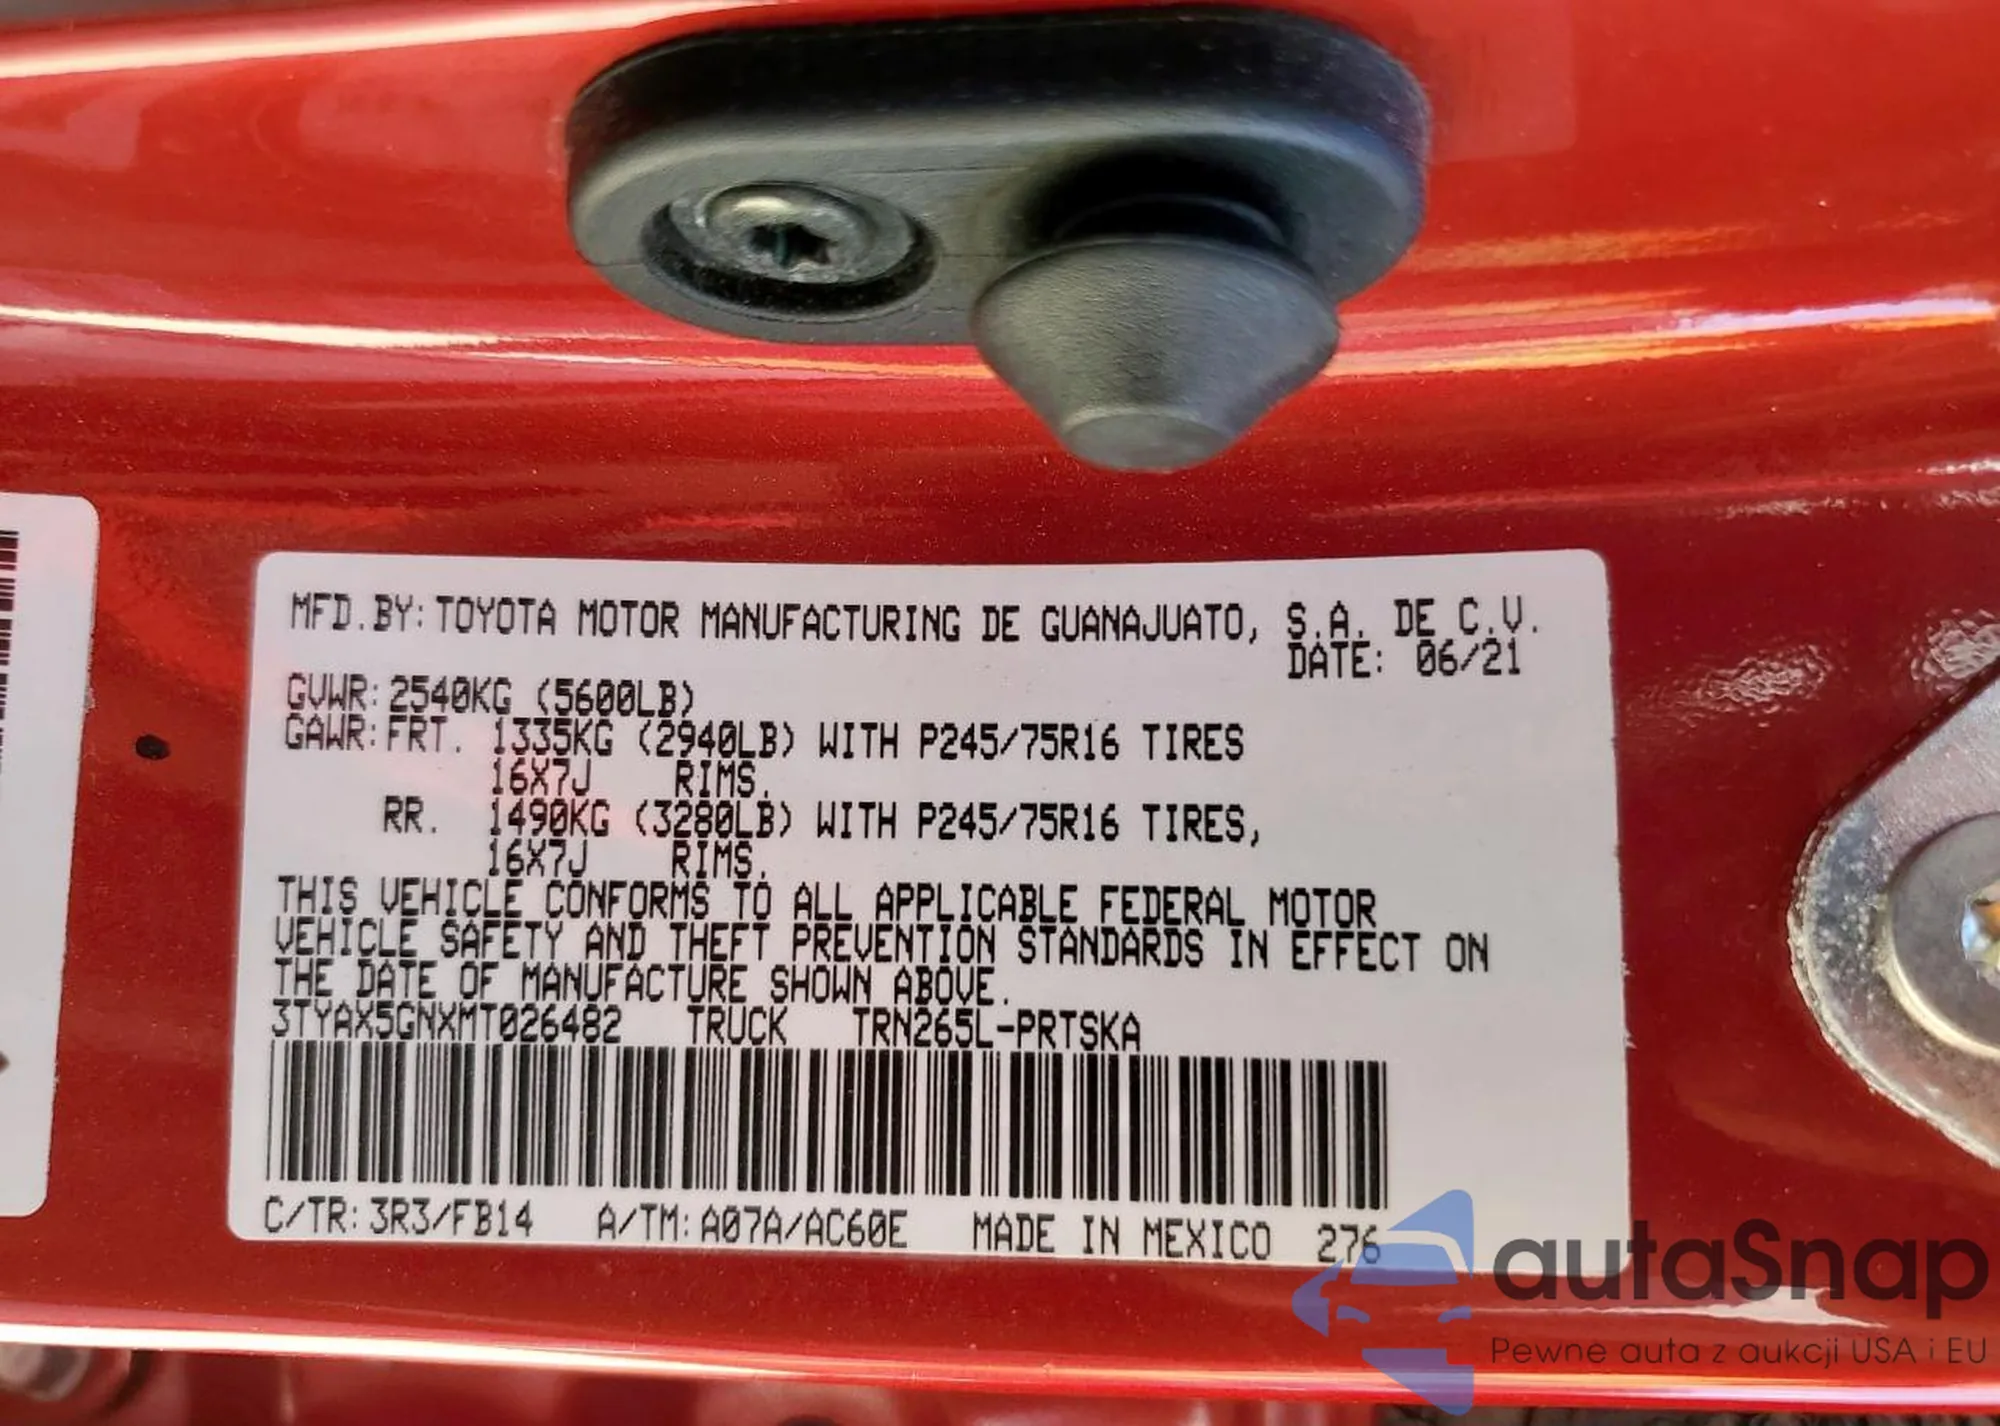 MFD.BY: TOYOTA MOTOR MANUFACTURING DE GUANAJUATO, S.A. DE C.V.
DATE: 06/21
GVWR: 2540KG (5600LB)
GAWR: FRT. 1335KG (2940LB) WITH P245/75R16 TIRES
16X7J RIMS.
RR. 1490KG (3280LB) WITH P245/75R16 TIRES,
16X7J RIMS.
THIS VEHICLE CONFORMS TO ALL APPLICABLE FEDERAL MOTOR
VEHICLE SAFETY AND THEFT PREVENTION STANDARDS IN EFFECT ON
THE DATE OF MANUFACTURE SHOWN ABOVE.
3TYAX5GNXMT026482 TRUCK TRN265L-PRTSKA
C/TR: 3R3/FB14 A/TM: A07A/AC60E MADE IN MEXICO 276
autaSnap
Pewne auta z aukcji USA i EU